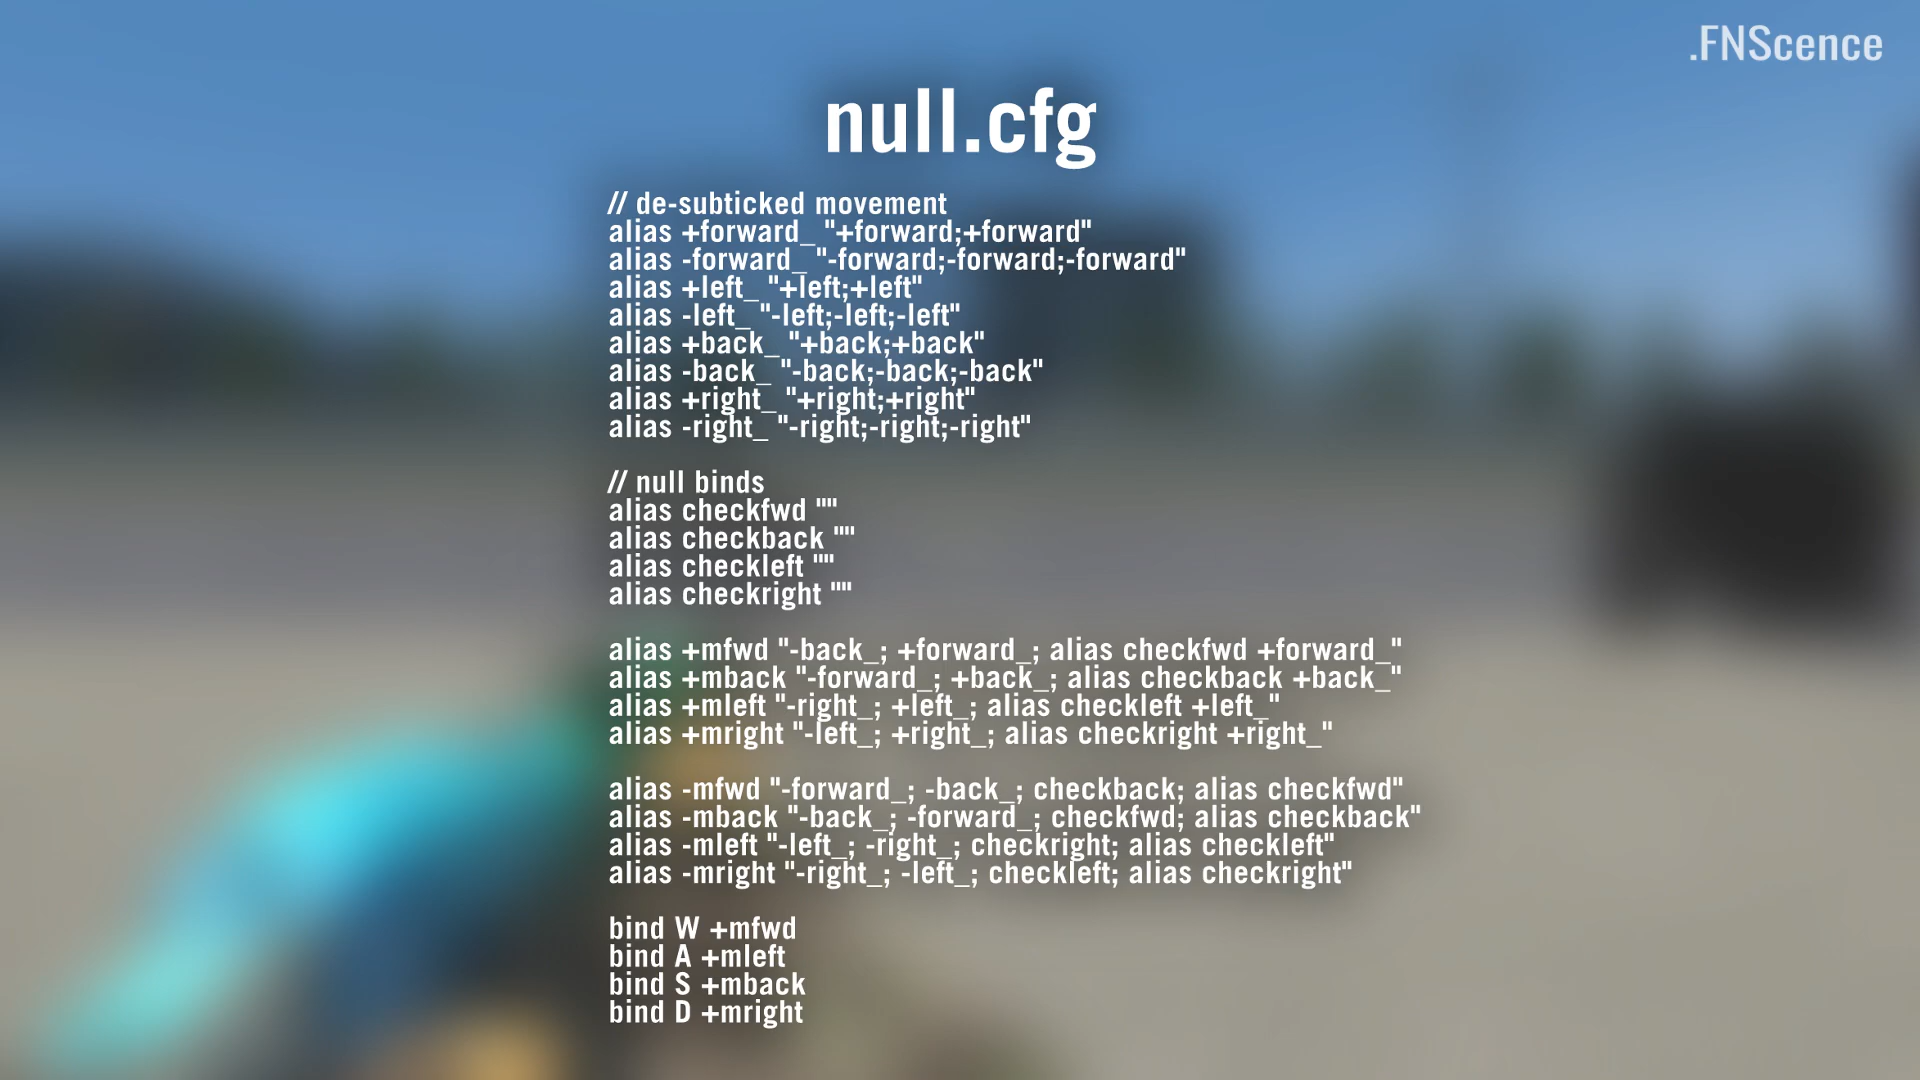 .FNScence
null.cfg
// de-subticked movement
alias +forward_ "+forward;+forward"
alias -forward_ "-forward;-forward;-forward"
alias +left_ "+left;+left"
alias -left_ "-left;-left;-left"
alias +back_ "+back;+back"
alias -back_ "-back;-back;-back"
alias +right_ "+right;+right"
alias -right_ "-right;-right;-right"
// null binds
alias checkfwd ""
alias checkback ""
alias checkleft ""
alias checkright ""
alias +mfwd "-back_; +forward_; alias checkfwd +forward_"
alias +mback "-forward_; +back_; alias checkback +back_"
alias +mleft "-right_; +left_; alias checkleft +left_"
alias +mright "-left_; +right_; alias checkright +right_"
alias -mfwd "-forward_; -back_; checkback; alias checkfwd"
alias -mback "-back_; -forward_; checkfwd; alias checkback"
alias -mleft "-left_; -right_; checkright; alias checkleft"
alias -mright "-right_; -left_; checkleft; alias checkright"
bind W +mfwd
bind A +mleft
bind S +mback
bind D +mright